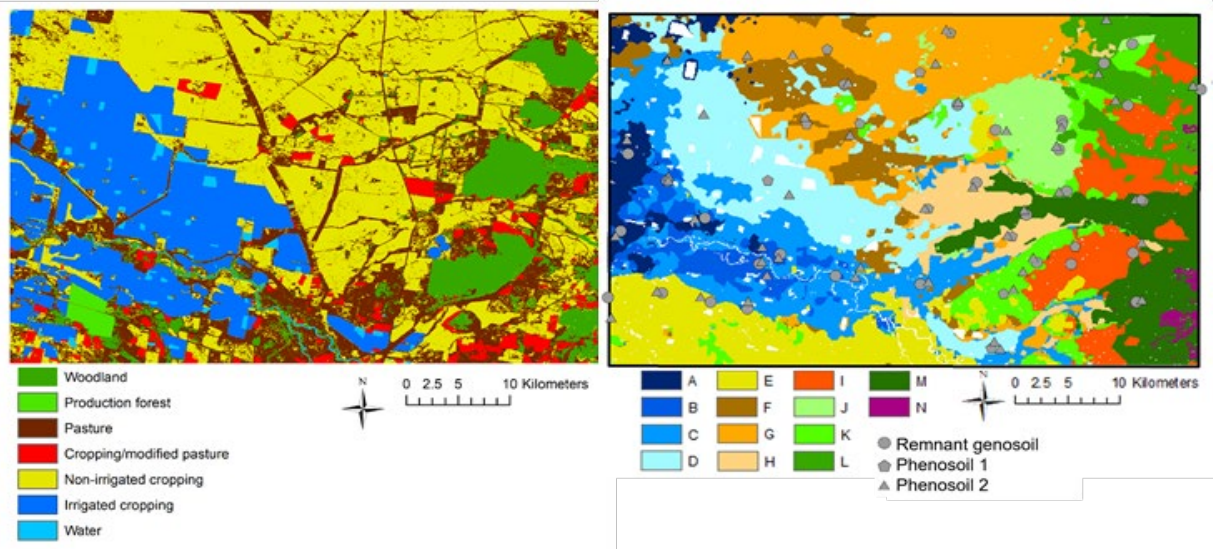 Woodland
Production forest
Pasture
Cropping/modified pasture
Non-irrigated cropping
Irrigated cropping
Water
N
0 2.5 5 10 Kilometers
A
B
C
D
E
F
G
H
I
J
K
L
M
N
N
0 2.5 5 10 Kilometers
Remnant genosoil
Phenosoil 1
Phenosoil 2